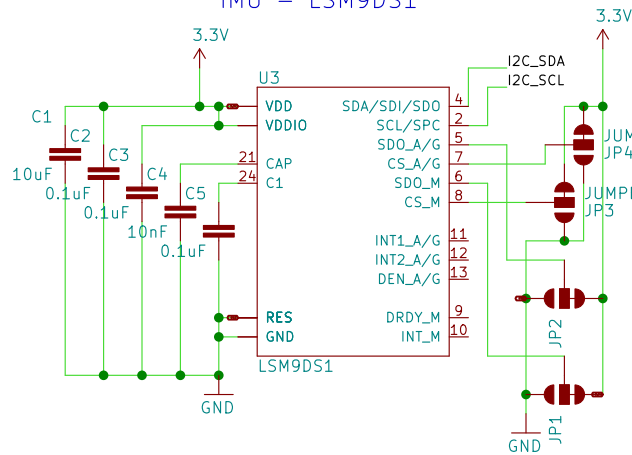 IMU - LSM9DS1
3.3V
3.3V
U3
I2C_SDA
I2C_SCL
C1
C2
C3
C4
C5
10uF
0.1uF
0.1uF
10nF
0.1uF
VDD
VDDIO
21 CAP
24 C1
RES
GND
SDA/SDI/SDO 4
SCL/SPC 2
SDO_A/G 5
CS_A/G 7
SDO_M 6
CS_M 8
INT1_A/G 11
INT2_A/G 12
DEN_A/G 13
DRDY_M 9
INT_M 10
LSM9DS1
JP4
JP3
JP2
JP1
GND
GND